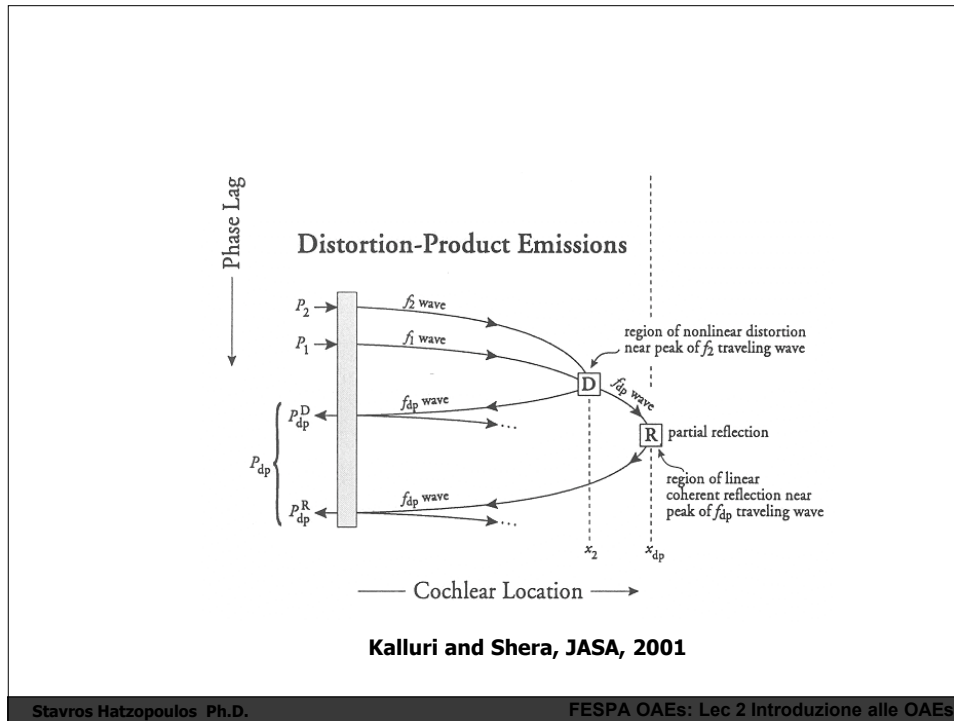 Phase Lag
Distortion-Product Emissions
P2
f2 wave
P1
f1 wave
region of nonlinear distortion
near peak of f2 traveling wave
D
fdp wave
fdp wave
P D dp
...
R
partial reflection
Pdp
region of linear
coherent reflection near
peak of fdp traveling wave
fdp wave
P R dp
...
x2
xdp
Cochlear Location
Kalluri and Shera, JASA, 2001
Stavros Hatzopoulos Ph.D.
FESPA OAEs: Lec 2 Introduzione alle OAEs